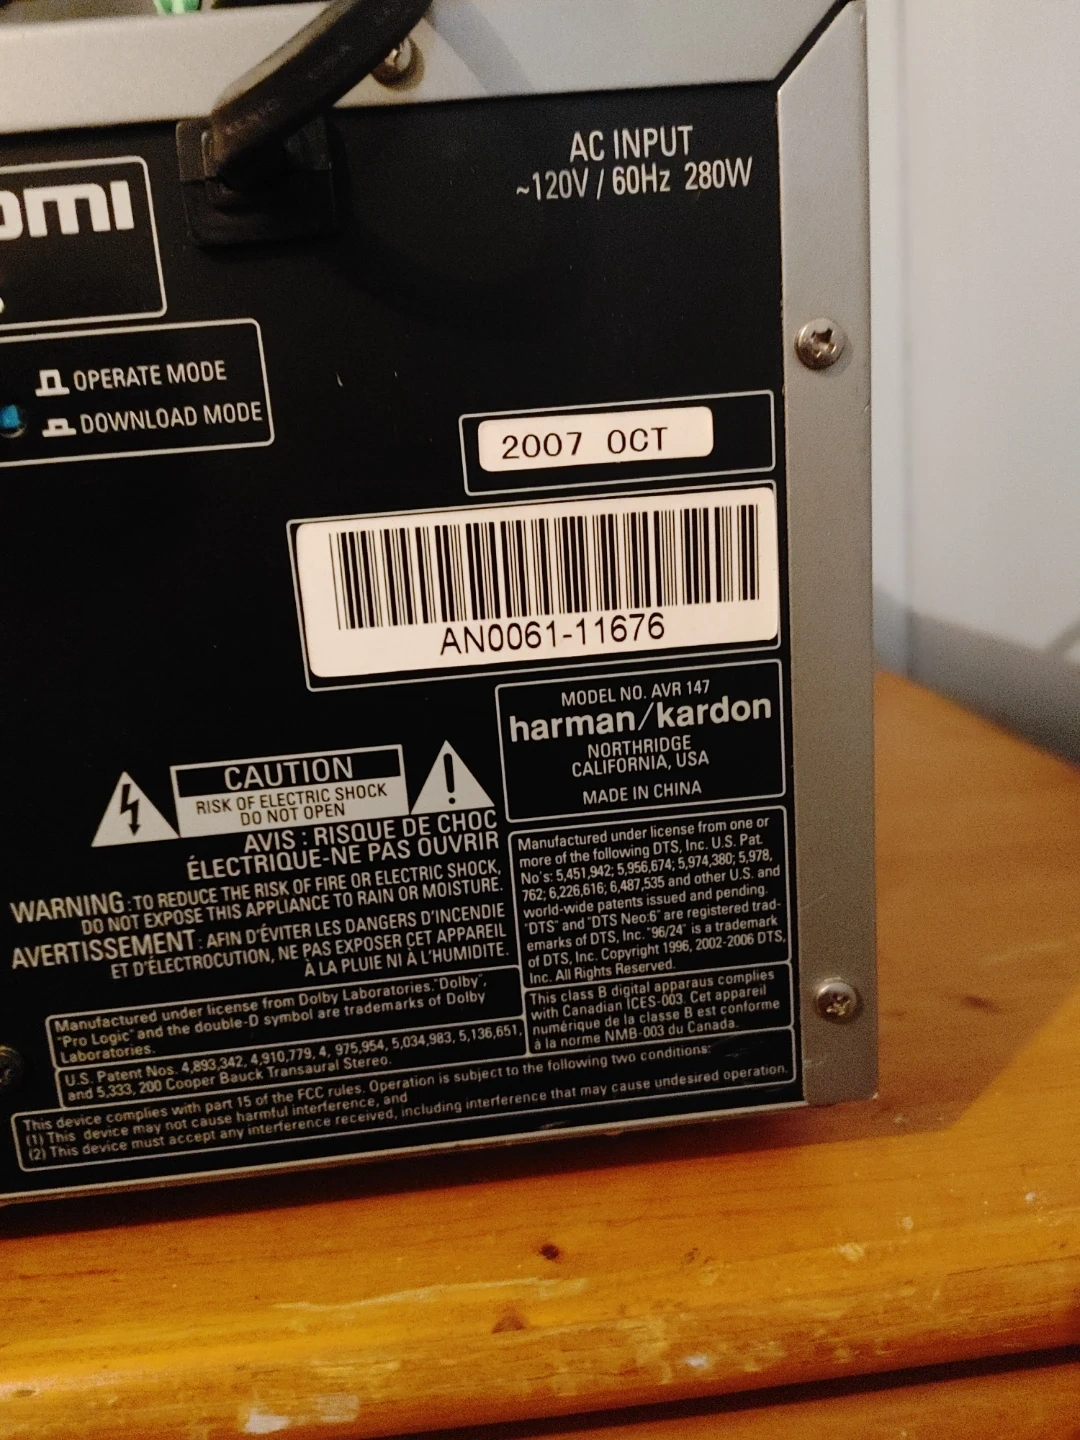 AC INPUT
~120V / 60Hz 280W
OPERATE MODE
DOWNLOAD MODE
2007 OCT
AN0061-11676
MODEL NO. AVR 147
harman/kardon
NORTHRIDGE
CALIFORNIA, USA
MADE IN CHINA
CAUTION
RISK OF ELECTRIC SHOCK
DO NOT OPEN
AVIS : RISQUE DE CHOC
ÉLECTRIQUE-NE PAS OUVRIR
WARNING : TO REDUCE THE RISK OF FIRE OR ELECTRIC SHOCK,
DO NOT EXPOSE THIS APPLIANCE TO RAIN OR MOISTURE.
AVERTISSEMENT : AFIN D'ÉVITER LES DANGERS D'INCENDIE
ET D'ÉLECTROCUTION, NE PAS EXPOSER CET APPAREIL
À LA PLUIE NI À L'HUMIDITE.
Manufactured under license from one or
more of the following DTS, Inc. U.S. Pat.
No's: 5,451,942; 5,956,674; 5,974,380; 5,978,
762; 6,226,616; 6,487,535 and other U.S. and
world-wide patents issued and pending.
"DTS" and "DTS Neo:6" are registered trad-
emarks of DTS, Inc. "96/24" is a trademark
of DTS, Inc. Copyright 1996, 2002-2006 DTS,
Inc. All Rights Reserved.
This class B digital apparaus complies
with Canadian ICES-003. Cet appareil
numérique de la classe B est conforme
à la norme NMB-003 du Canada.
Manufactured under license from Dolby Laboratories. "Dolby",
"Pro Logic" and the double-D symbol are trademarks of Dolby
Laboratories.
U.S. Patent Nos. 4,893,342, 4,910,779, 4, 975,954, 5,034,983, 5,136,651,
and 5,333, 200 Cooper Bauck Transaural Stereo.
This device complies with part 15 of the FCC rules. Operation is subject to the following two conditions:
(1) This device may not cause harmful interference, and
(2) This device must accept any interference received, including interference that may cause undesired operation.